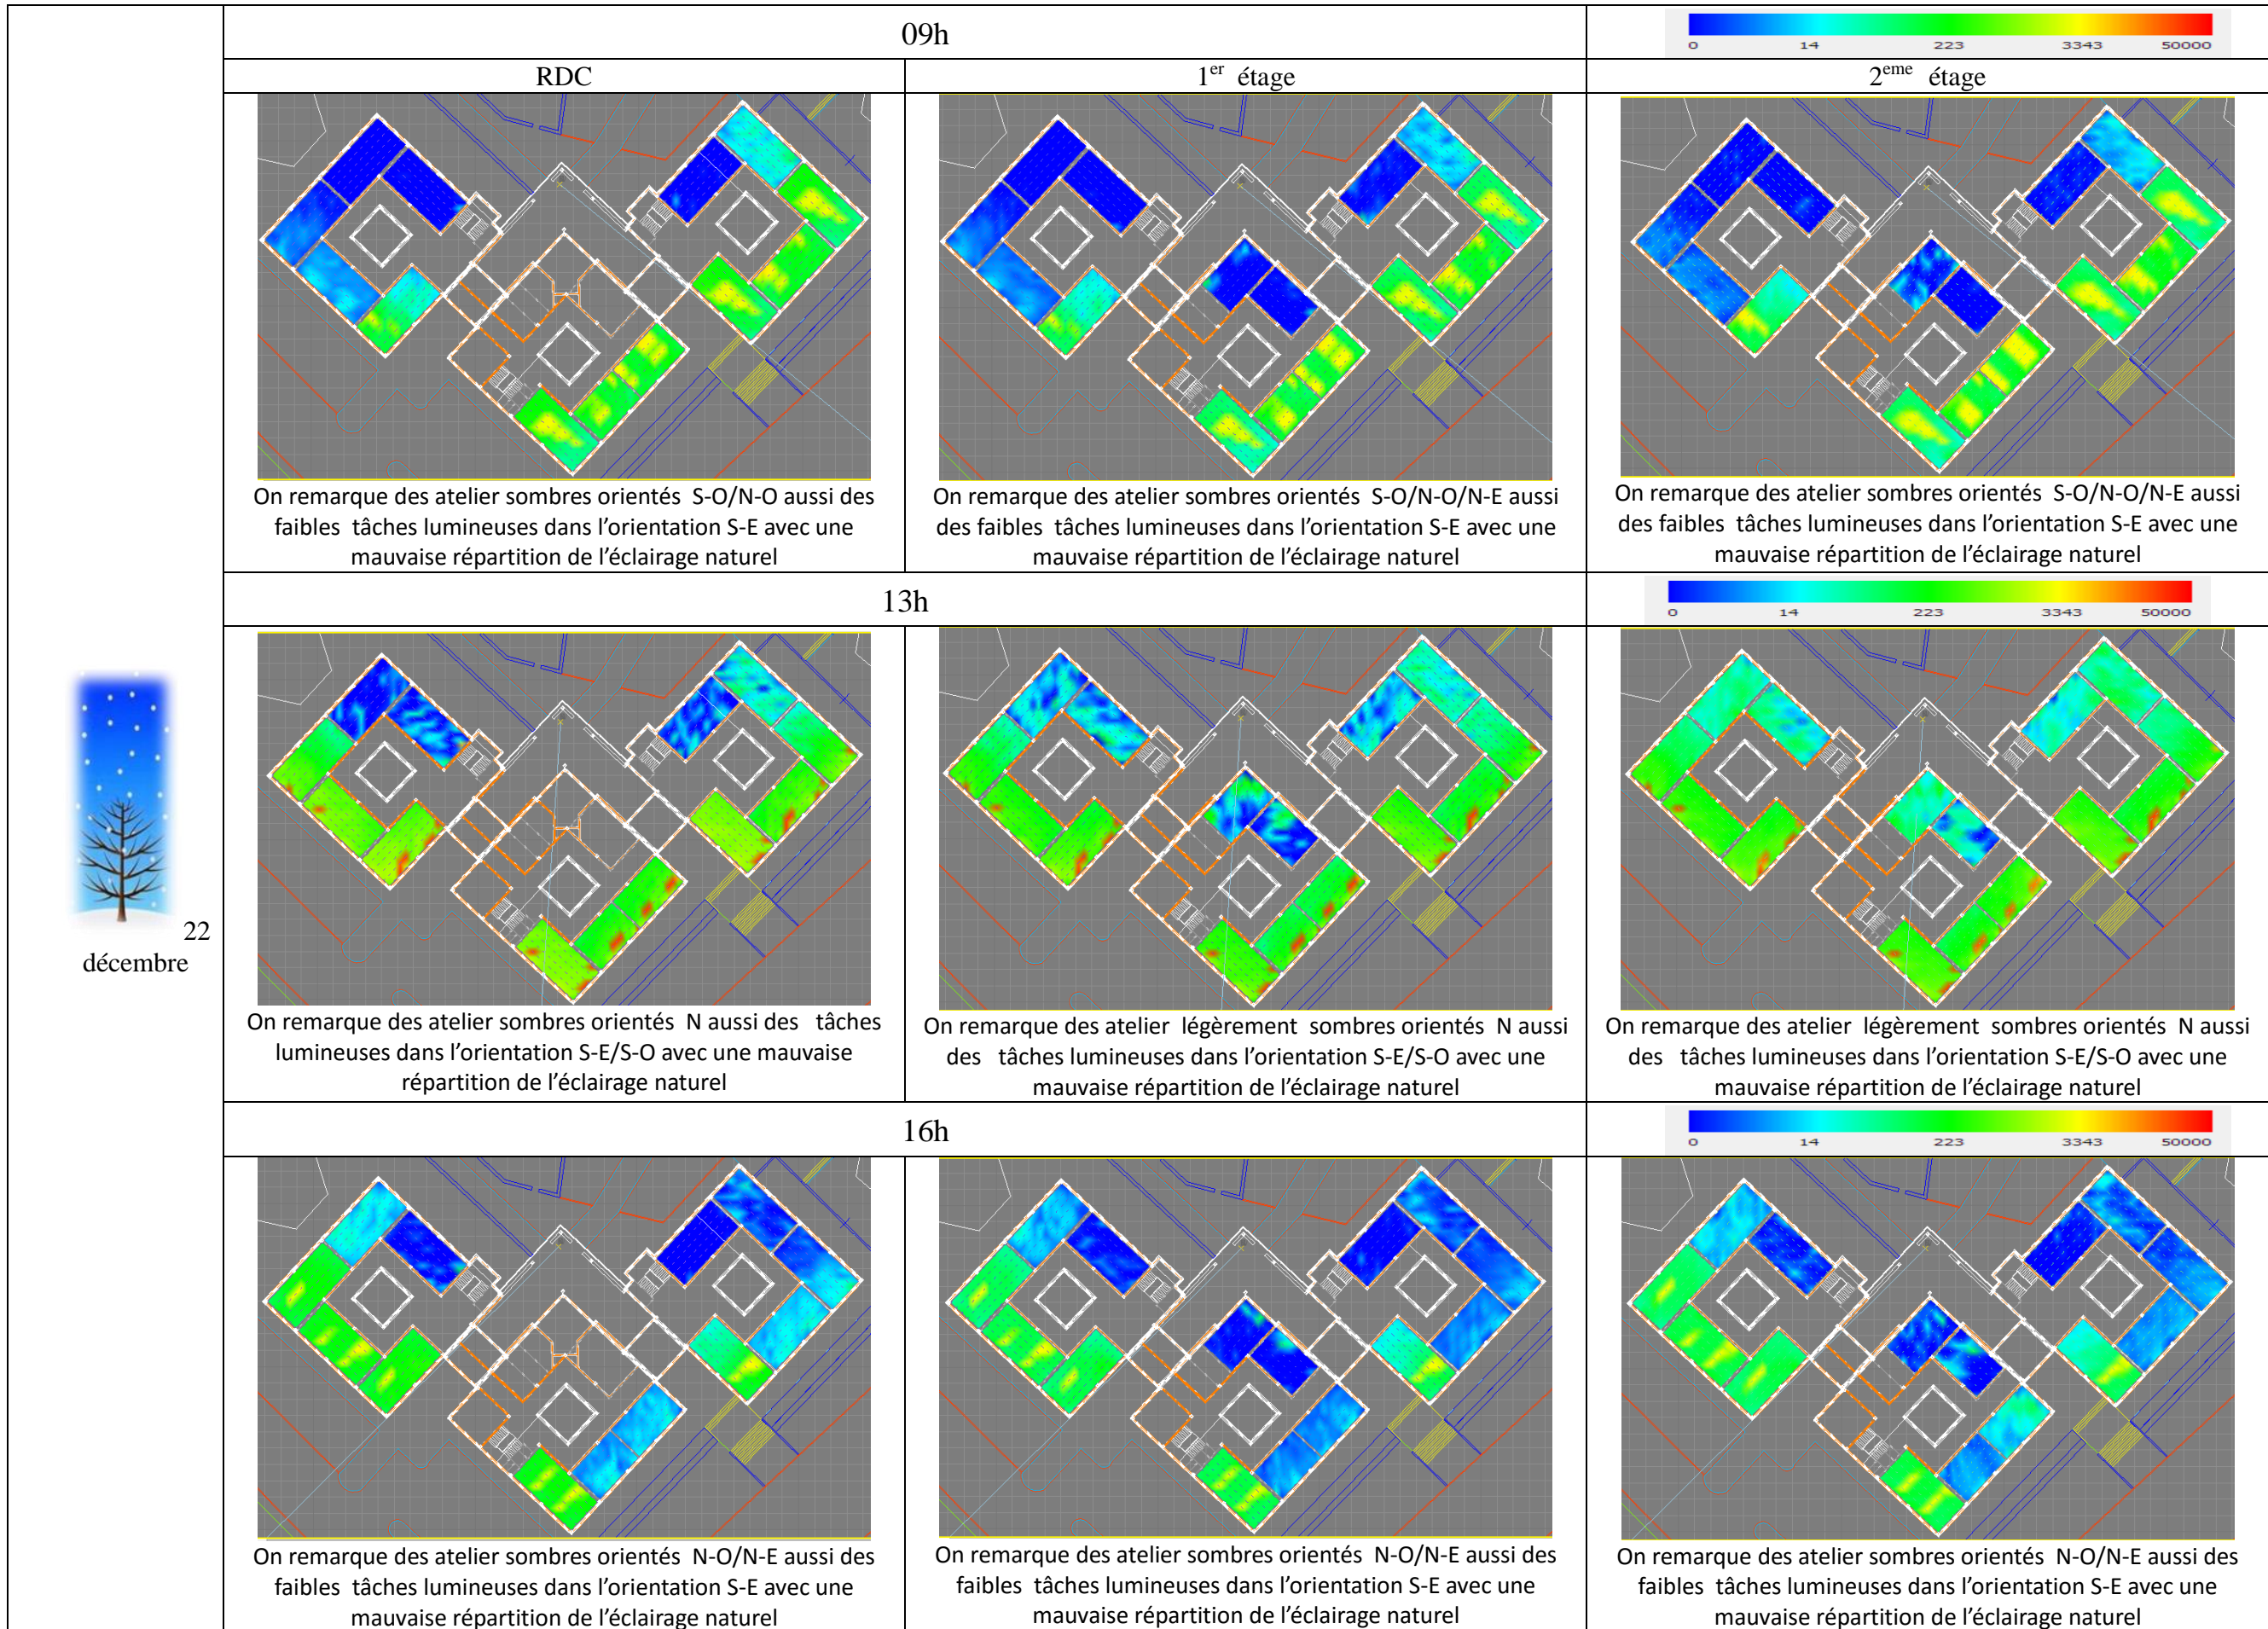 09h
0 14 223 3343 50000
RDC
1er étage
2eme étage
On remarque des atelier sombres orientés S-O/N-O aussi des
faibles tâches lumineuses dans l'orientation S-E avec une
mauvaise répartition de l'éclairage naturel
On remarque des atelier sombres orientés S-O/N-O/N-E aussi
des faibles tâches lumineuses dans l'orientation S-E avec une
mauvaise répartition de l'éclairage naturel
On remarque des atelier sombres orientés S-O/N-O/N-E aussi
des faibles tâches lumineuses dans l'orientation S-E avec une
mauvaise répartition de l'éclairage naturel
13h
0 14 223 3343 50000
22
décembre
On remarque des atelier sombres orientés N aussi des tâches
lumineuses dans l'orientation S-E/S-O avec une mauvaise
répartition de l'éclairage naturel
On remarque des atelier légèrement sombres orientés N aussi
des tâches lumineuses dans l'orientation S-E/S-O avec une
mauvaise répartition de l'éclairage naturel
On remarque des atelier légèrement sombres orientés N aussi
des tâches lumineuses dans l'orientation S-E/S-O avec une
mauvaise répartition de l'éclairage naturel
16h
0 14 223 3343 50000
On remarque des atelier sombres orientés N-O/N-E aussi des
faibles tâches lumineuses dans l'orientation S-E avec une
mauvaise répartition de l'éclairage naturel
On remarque des atelier sombres orientés N-O/N-E aussi des
faibles tâches lumineuses dans l'orientation S-E avec une
mauvaise répartition de l'éclairage naturel
On remarque des atelier sombres orientés N-O/N-E aussi des
faibles tâches lumineuses dans l'orientation S-E avec une
mauvaise répartition de l'éclairage naturel